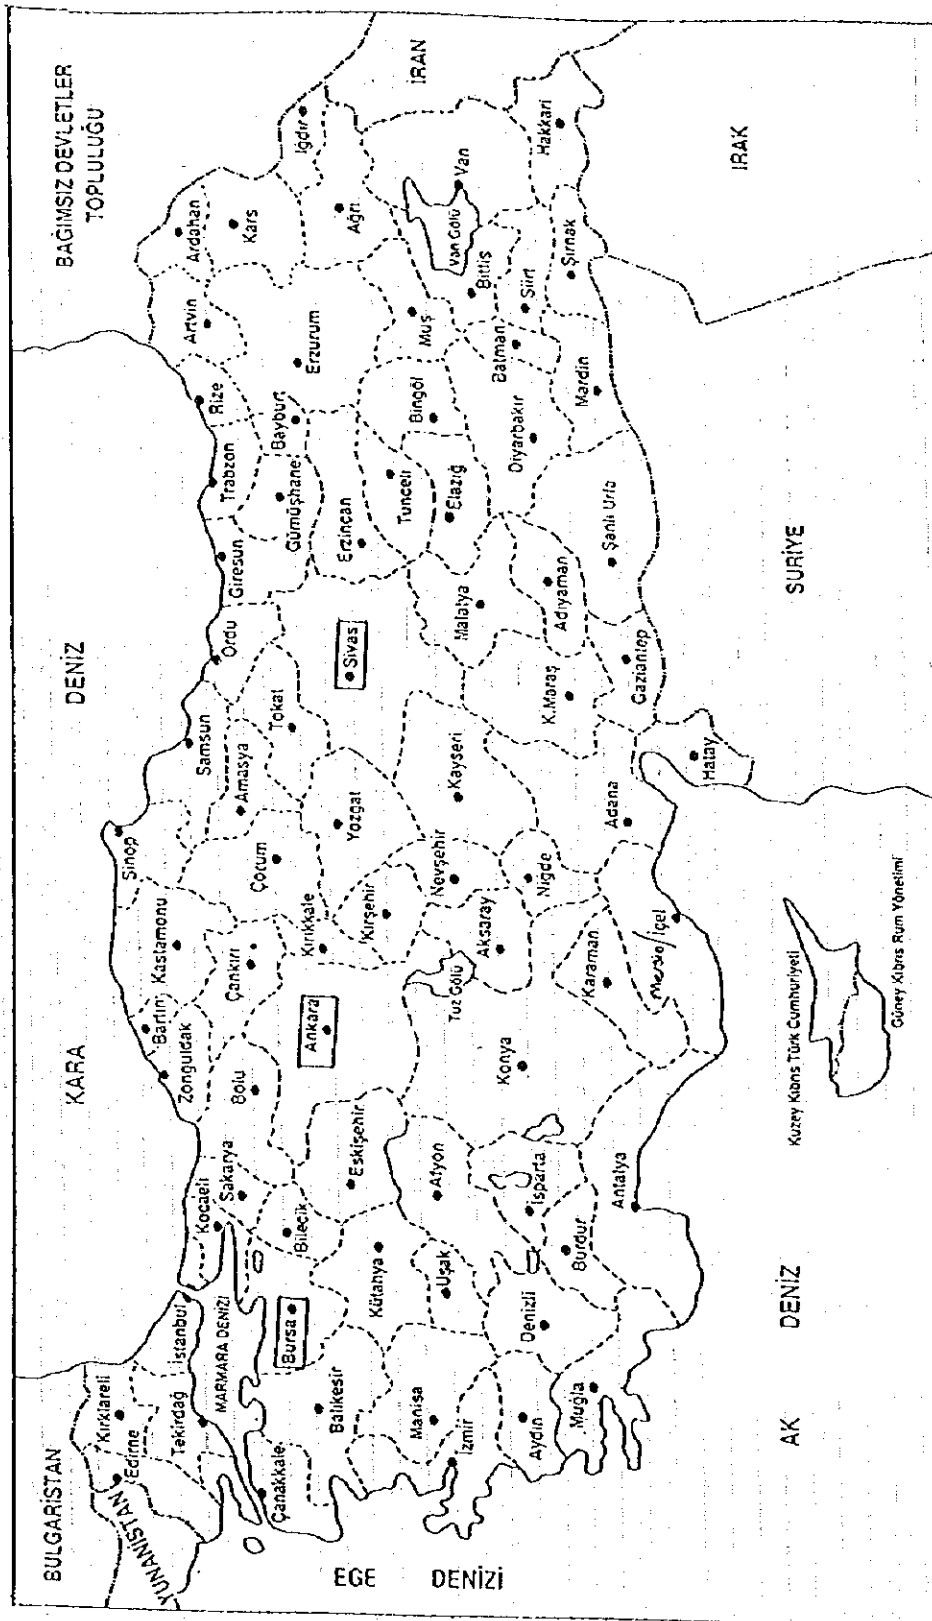 BULGARİSTAN
YUNANİSTAN
KARA
DENİZ
BAĞIMSIZ DEVLETLER
TOPLULUĞU
Kırklareli
Edirne
Tekirdağ
İstanbul
MARMARA DENİZİ
Kocaeli
Sakarya
Zonguldak
Bartın
Kastamonu
Sinop
Samsun
Ordu
Giresun
Trabzon
Rize
Artvin
Ardahan
Kars
Iğdır
Çanakkale
Bursa
Bilecik
Bolu
Çankırı
Çocum
Amasya
Tokat
Gümüşhane
Bayburt
Erzurum
Ağrı
İRAN
Balıkesir
Kütahya
Eskişehir
Ankara
Kırıkkale
Kırşehir
Yozgat
Sivas
Erzincan
Tunceli
Bingöl
Muş
Van Gölü
Van
Manisa
Uşak
Afyon
Tuz Gölü
Aksaray
Nevşehir
Kayseri
Malatya
Elazığ
Diyarbakır
Batman
Bitlis
Siirt
Hakkari
İzmir
Aydın
Denizli
Isparta
Konya
Niğde
K.Maraş
Adıyaman
Mardin
Şırnak
Muğla
Burdur
Antalya
Karaman
Mersin/İçel
Adana
Gaziantep
Şanlı Urfa
Hatay
EGE DENİZİ
AK DENİZ
SURİYE
IRAK
Kuzey Kıbrıs Türk Cumhuriyeti
Güney Kıbrıs Rum Yönetimi